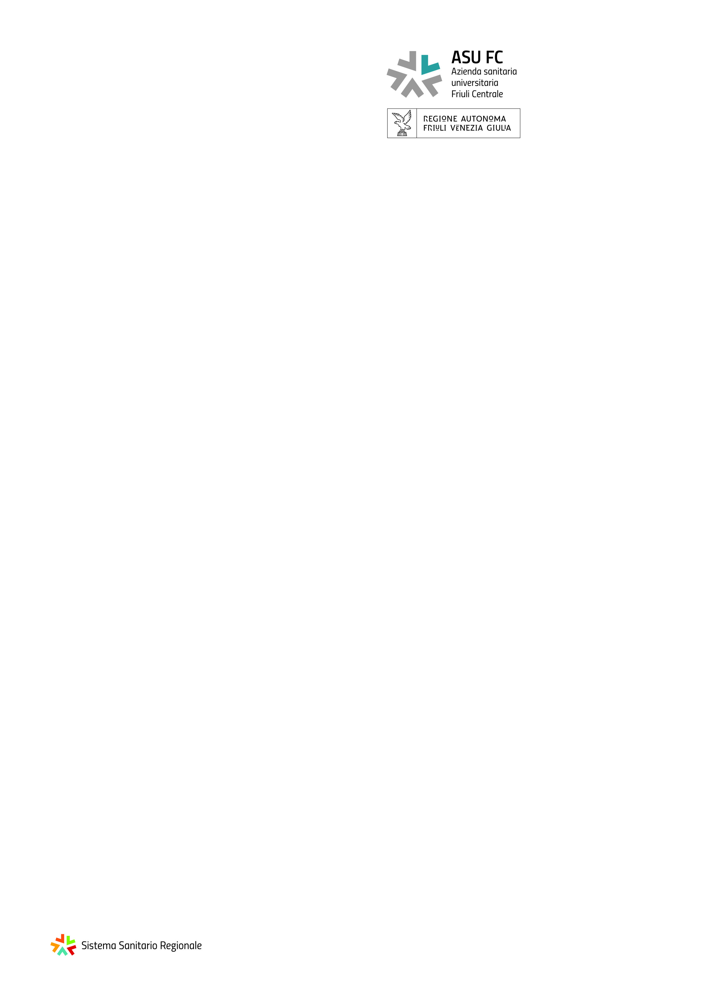 ASU FC
Azienda sanitaria
universitaria
Friuli Centrale
REGIONE AUTONOMA
FRIULI VENEZIA GIULIA
Sistema Sanitario Regionale